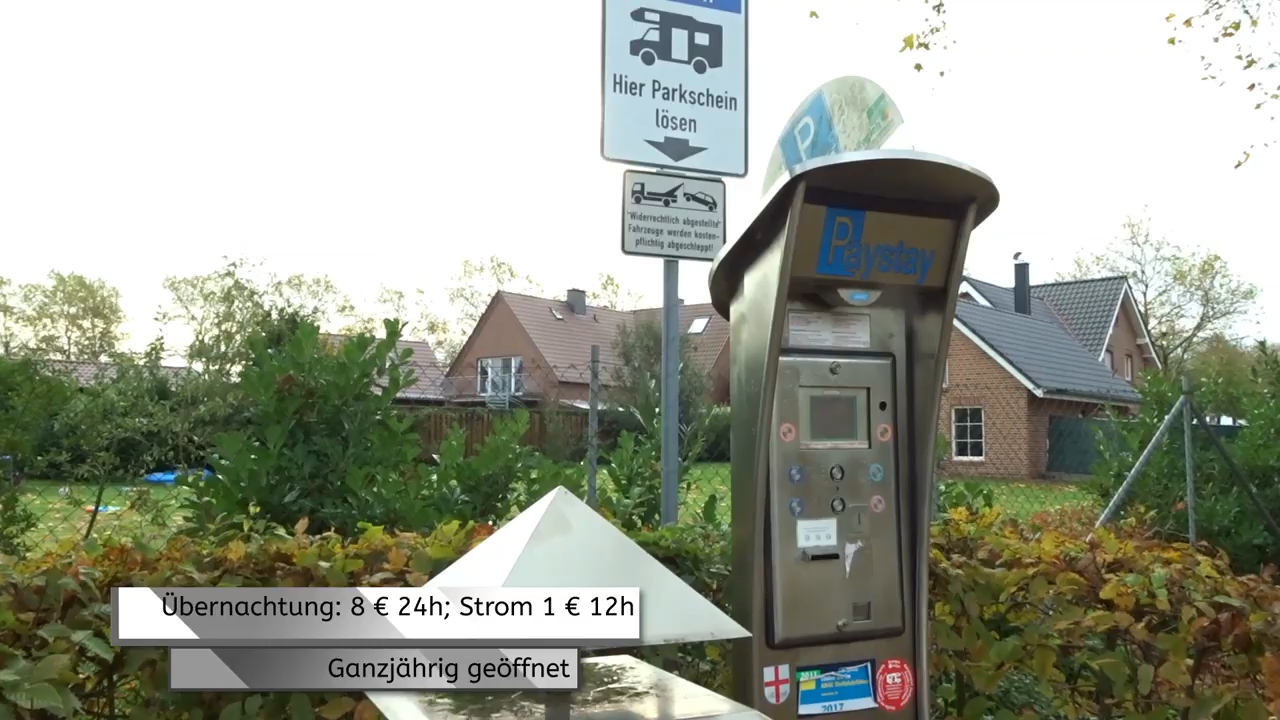 Hier Parkschein
lösen
Widerrechtlich abgestellte
Fahrzeuge werden kosten-
pflichtig abgeschleppt!
P
Paystay
Übernachtung: 8 € 24h; Strom 1 € 12h
Ganzjährig geöffnet
2017